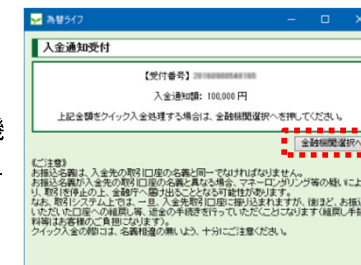 為替ライフ
入金通知受付
【受付番号】
入金通知額: 100,000 円
上記金額をクイック入金処理する場合は、金融機関選択へを押してください。
金融機関選択へ
《ご注意》
お振込名義は、入金先の取引口座の名義と同一でなければなりません。
お振込名義が入金先の取引口座の名義と異なる場合、マネーロンダリング等の疑いによ
り、取引を停止の上、金融庁へ届け出ることとなる可能性があります。
なお、取引システム上では、一旦、入金先取引口座に振り込まれますが、後ほど、お振込
いただいた口座への組戻し等、返金の手続きを行っていただくことになります（組戻し手数
料等はお客様のご負担になります）。
クイック入金の際には、名義相違の無いよう、十分にご注意ください。